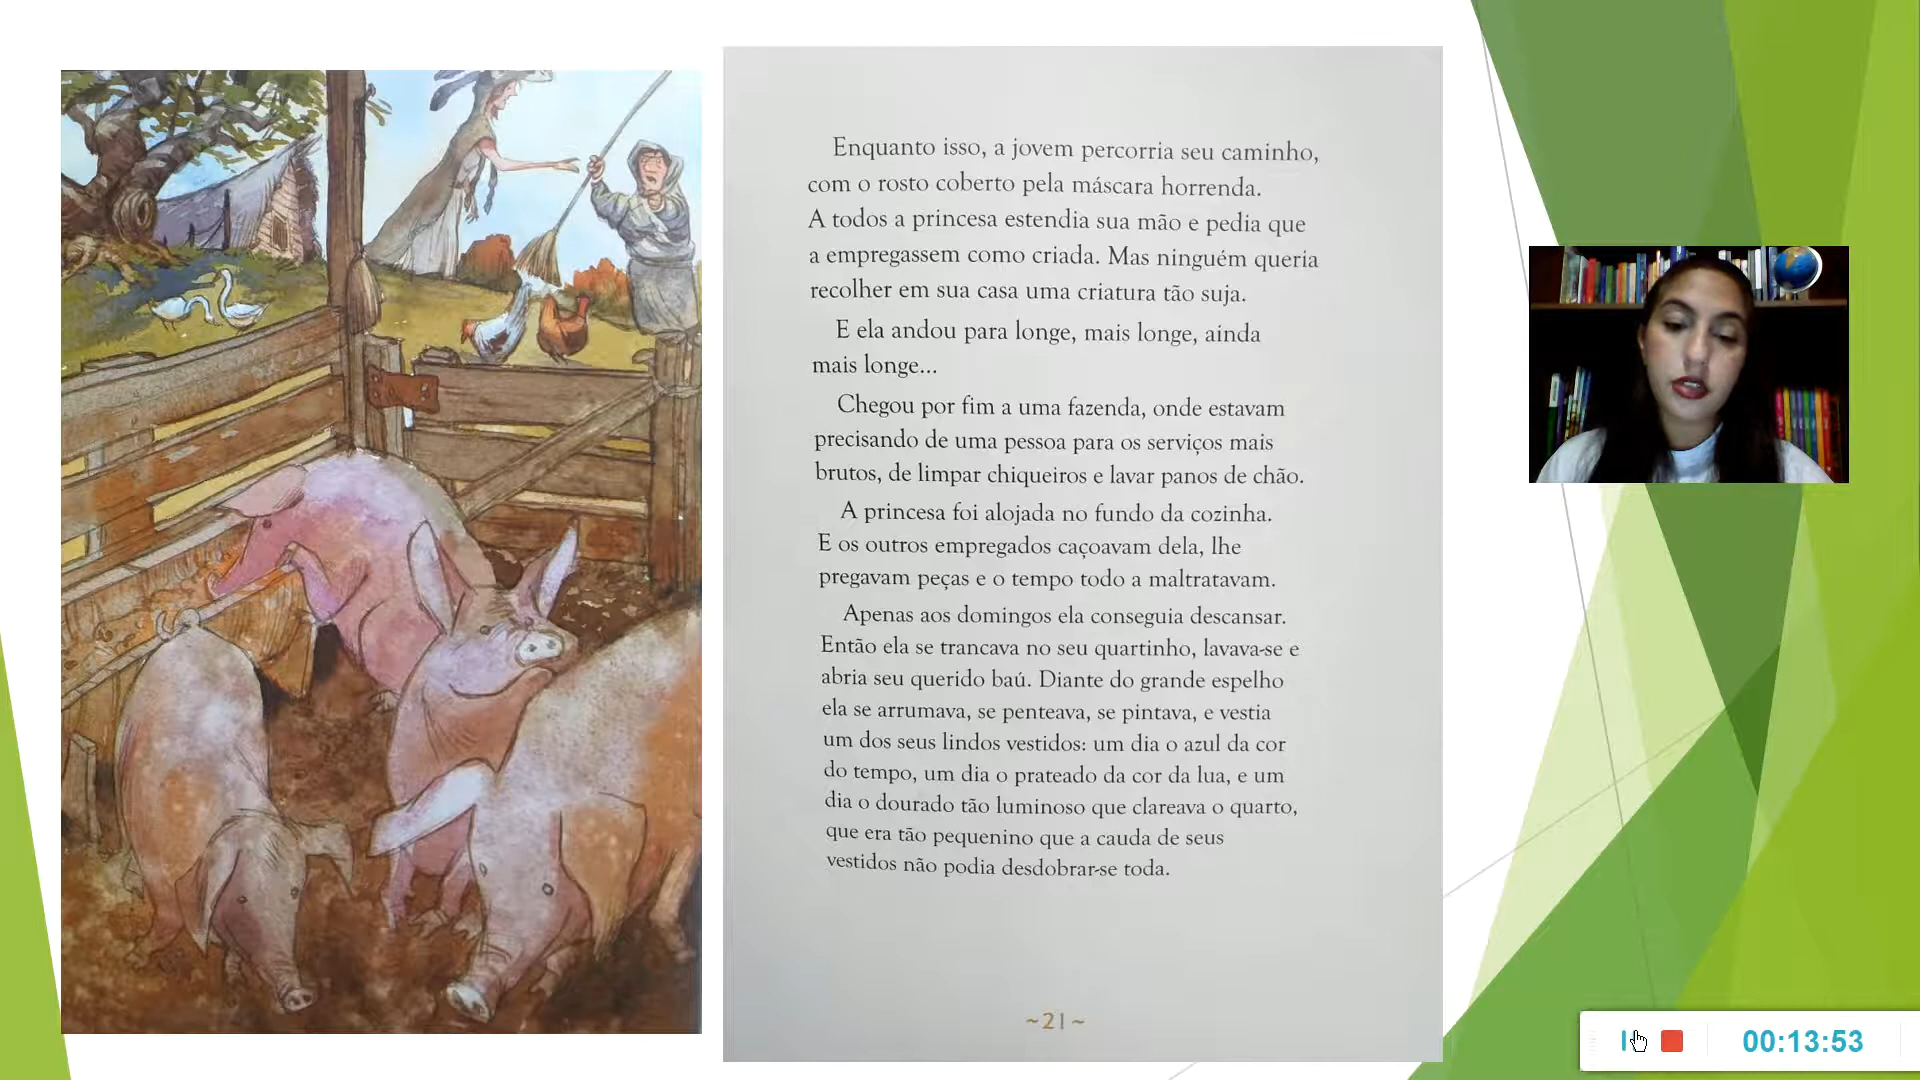 Enquanto isso, a jovem percorria seu caminho,
com o rosto coberto pela máscara horrenda.
A todos a princesa estendia sua mão e pedia que
a empregassem como criada. Mas ninguém queria
recolher em sua casa uma criatura tão suja.
E ela andou para longe, mais longe, ainda
mais longe...
Chegou por fim a uma fazenda, onde estavam
precisando de uma pessoa para os serviços mais
brutos, de limpar chiqueiros e lavar panos de chão.
A princesa foi alojada no fundo da cozinha.
E os outros empregados caçoavam dela, lhe
pregavam peças e o tempo todo a maltratavam.
Apenas aos domingos ela conseguia descansar.
Então ela se trancava no seu quartinho, lavava-se e
abria seu querido baú. Diante do grande espelho
ela se arrumava, se penteava, se pintava, e vestia
um dos seus lindos vestidos: um dia o azul da cor
do tempo, um dia o prateado da cor da lua, e um
dia o dourado tão luminoso que clareava o quarto,
que era tão pequenino que a cauda de seus
vestidos não podia desdobrar-se toda.
~21~
00:13:53